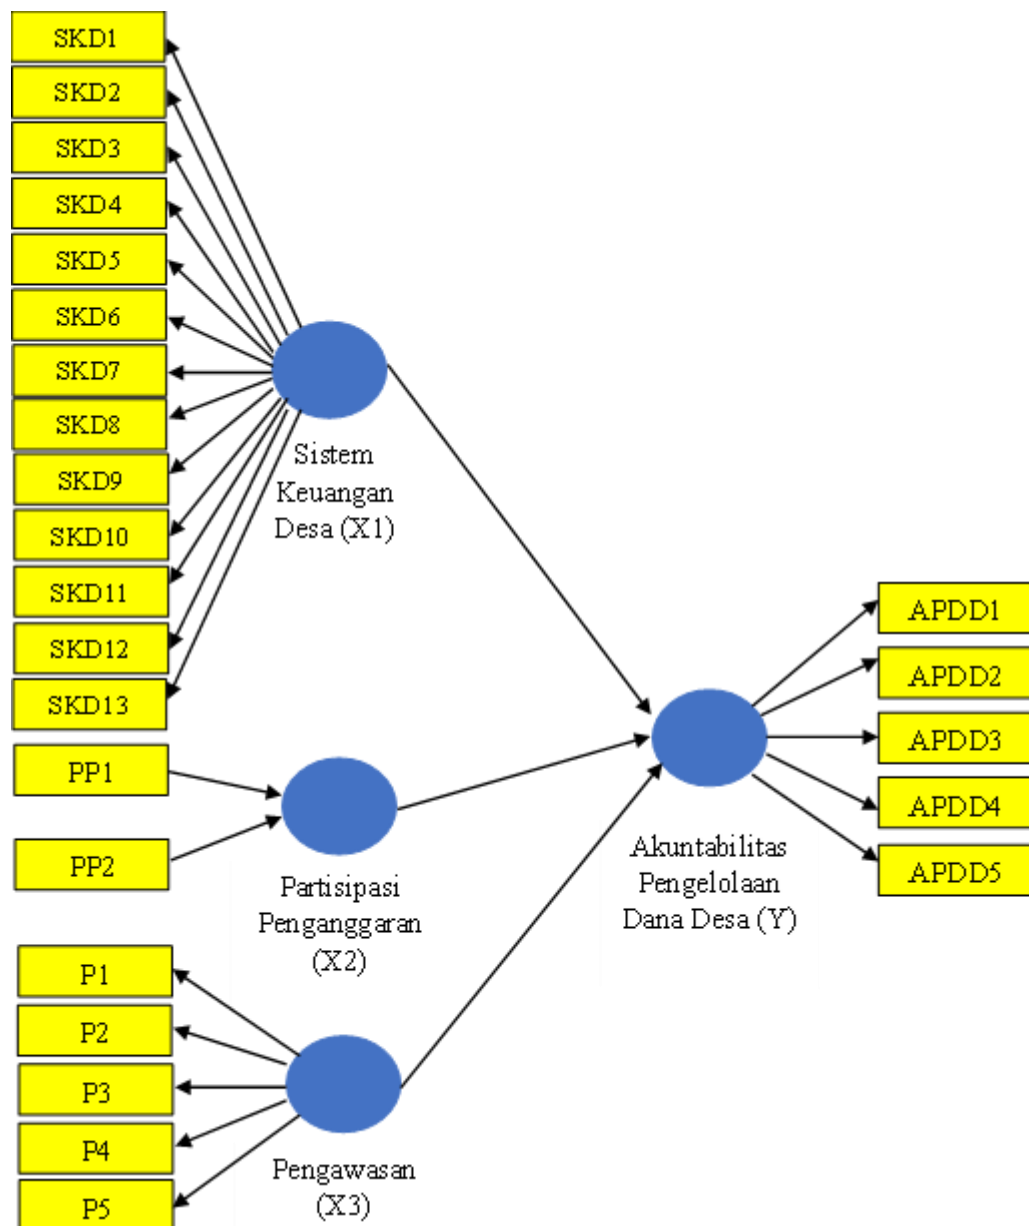 SKD1
SKD2
SKD3
SKD4
SKD5
SKD6
SKD7
SKD8
SKD9
SKD10
SKD11
SKD12
SKD13
PP1
PP2
P1
P2
P3
P4
P5
Sistem
Keuangan
Desa (X1)
Partisipasi
Penganggaran
(X2)
Pengawasan
(X3)
Akuntabilitas
Pengelolaan
Dana Desa (Y)
APDD1
APDD2
APDD3
APDD4
APDD5